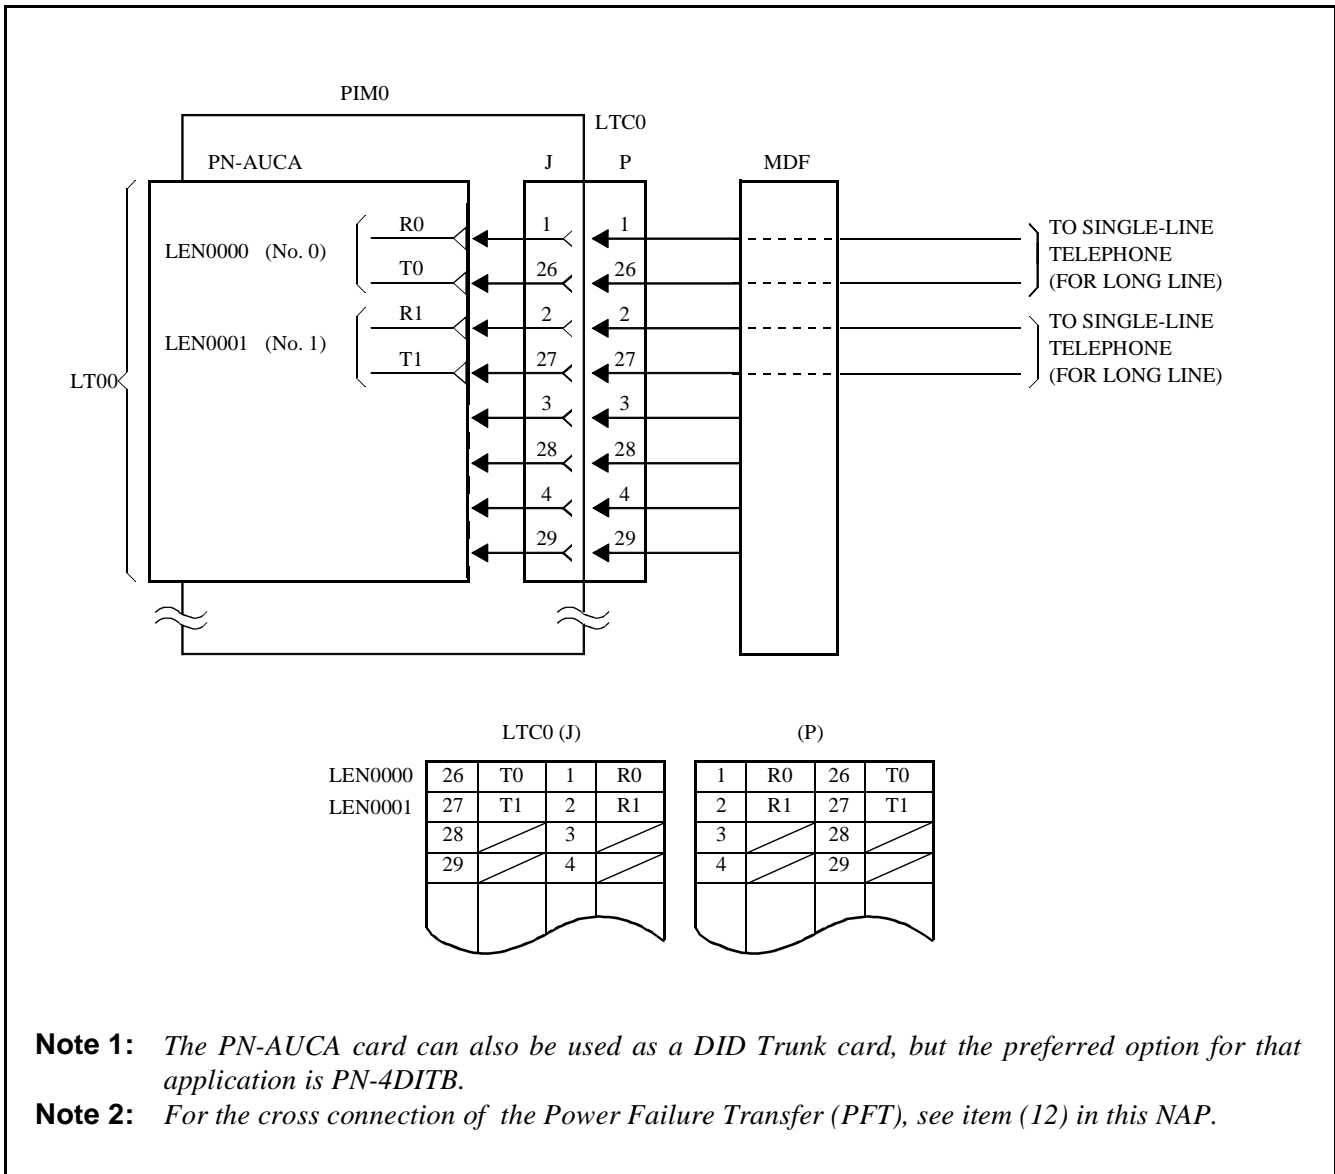 PIM0
LTC0
PN-AUCA J P MDF
R0 1 1 TO SINGLE-LINE
LEN0000 (No. 0) TELEPHONE
T0 26 26 (FOR LONG LINE)
R1 2 2 TO SINGLE-LINE
LEN0001 (No. 1) TELEPHONE
T1 27 27 (FOR LONG LINE)
LT00
3 3
28 28
4 4
29 29
LTC0 (J) (P)
LEN0000 26 T0 1 R0 1 R0 26 T0
LEN0001 27 T1 2 R1 2 R1 27 T1
28 3 3 28
29 4 4 29
Note 1: The PN-AUCA card can also be used as a DID Trunk card, but the preferred option for that
application is PN-4DITB.
Note 2: For the cross connection of the Power Failure Transfer (PFT), see item (12) in this NAP.